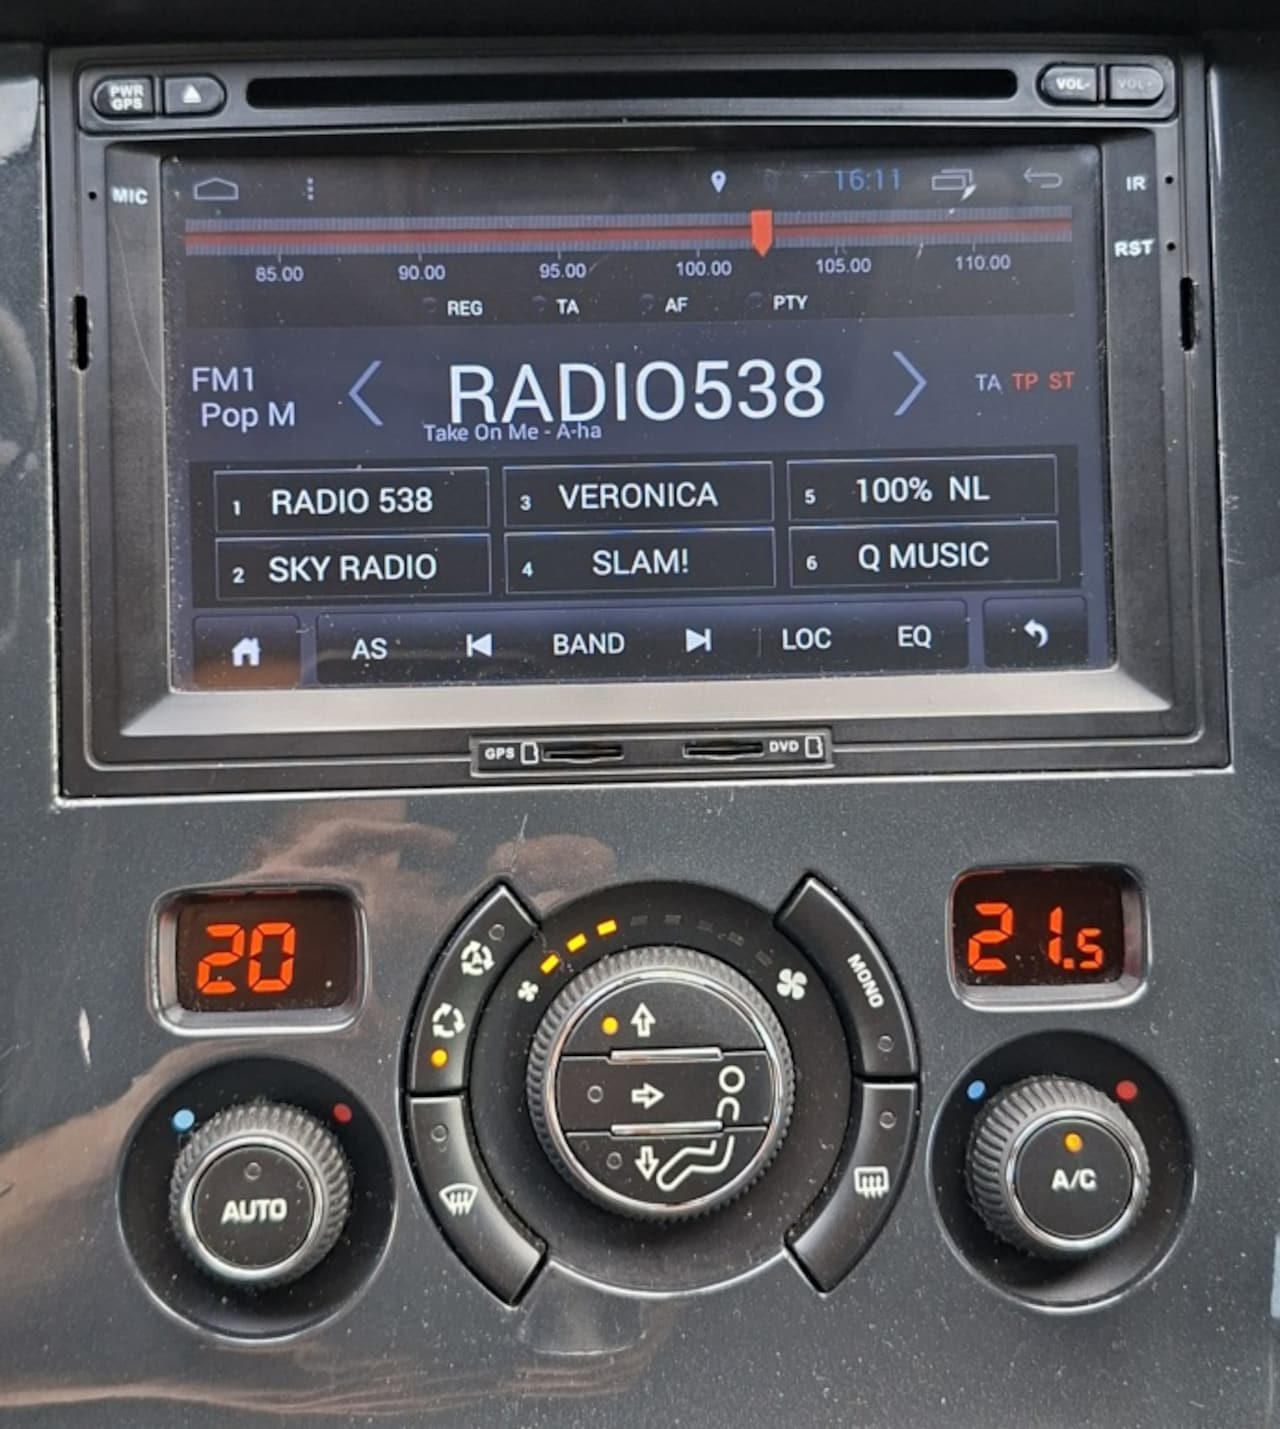 PWR
GPS
VOL-
VOL+
MIC
16:11
IR
RST
85.00 90.00 95.00 100.00 105.00 110.00
REG TA AF PTY
FM1
Pop M
RADIO538
TA TP ST
Take On Me - A-ha
1 RADIO 538
3 VERONICA
5 100% NL
2 SKY RADIO
4 SLAM!
6 Q MUSIC
AS BAND LOC EQ
GPS
DVD
20
21.5
A
MONO
AUTO
A/C